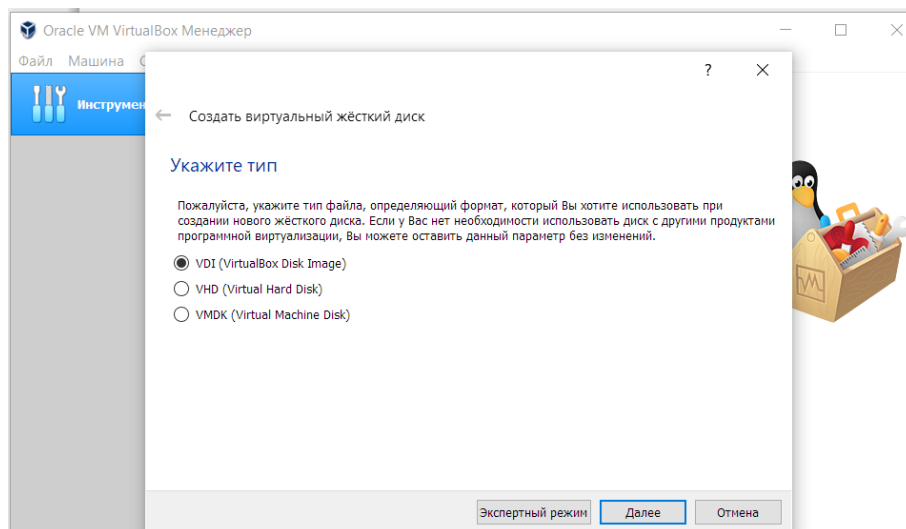 Oracle VM VirtualBox Менеджер
Файл Машина
Инструмен
?
Создать виртуальный жёсткий диск
Укажите тип
Пожалуйста, укажите тип файла, определяющий формат, который Вы хотите использовать при
создании нового жёсткого диска. Если у Вас нет необходимости использовать диск с другими продуктами
программной виртуализации, Вы можете оставить данный параметр без изменений.
VDI (VirtualBox Disk Image)
VHD (Virtual Hard Disk)
VMDK (Virtual Machine Disk)
Экспертный режим Далее Отмена